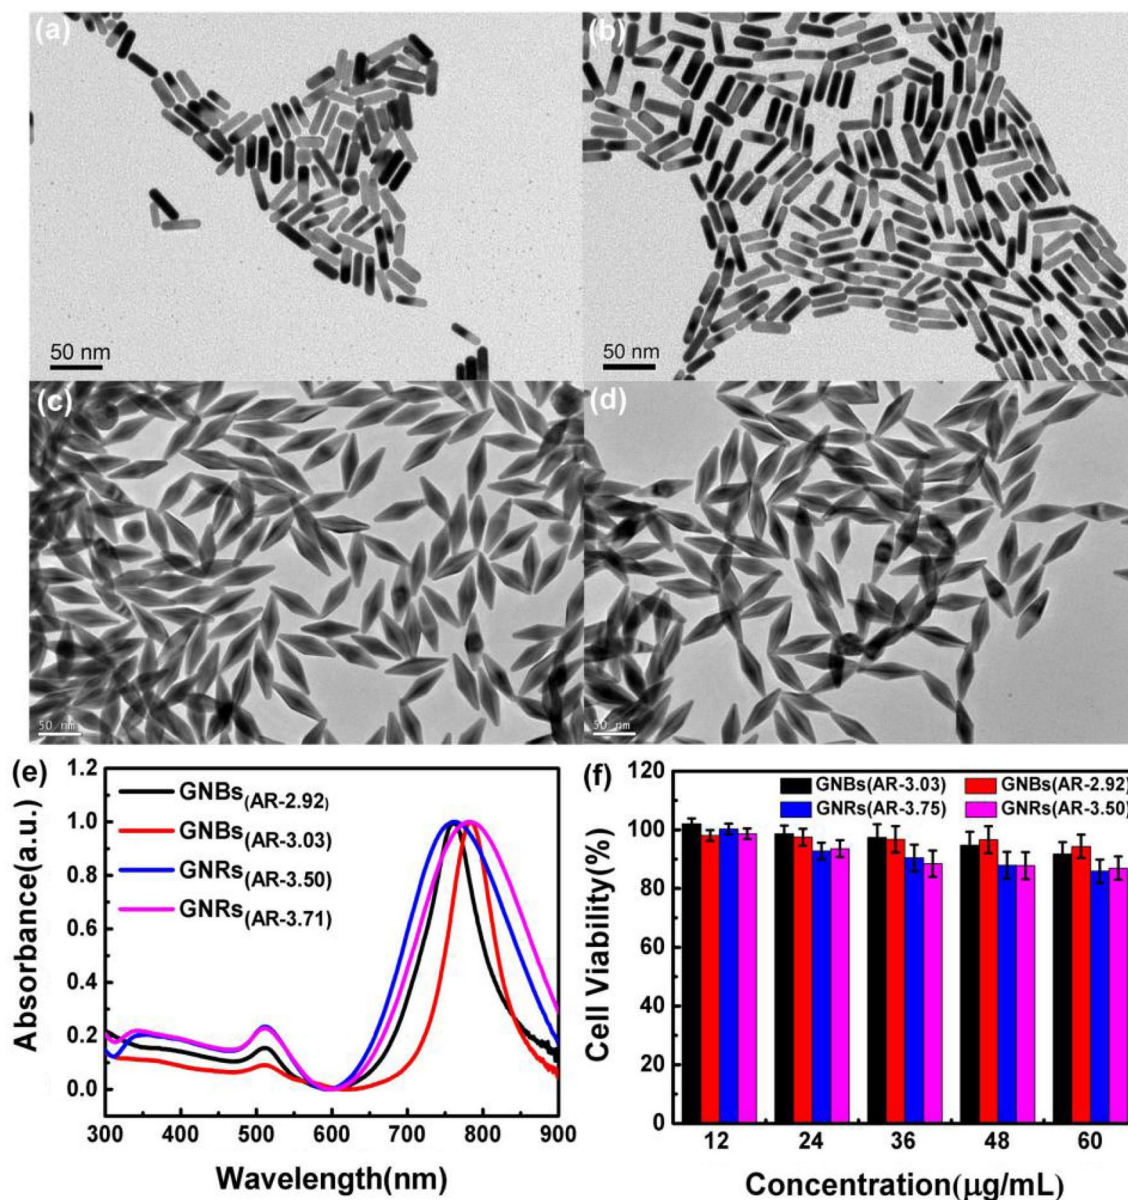 (a)
(b)
50 nm
50 nm
(c)
(d)
50 nm
50 nm
(e)
1.2
1.0
0.8
0.6
0.4
0.2
0.0
Absorbance(a.u.)
GNBs(AR-2.92)
GNBs(AR-3.03)
GNRs(AR-3.50)
GNRs(AR-3.71)
300 400 500 600 700 800 900
Wavelength(nm)
(f)
120
100
80
60
40
20
0
Cell Viability(%)
GNBs(AR-3.03) GNBs(AR-2.92)
GNRs(AR-3.75) GNRs(AR-3.50)
12 24 36 48 60
Concentration(μg/mL)